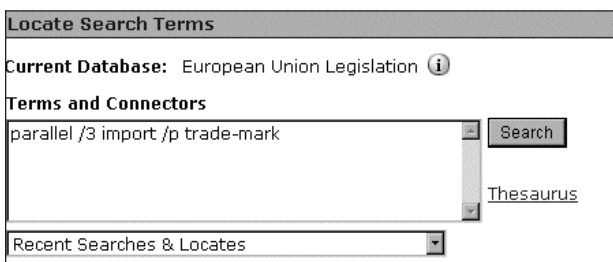 Locate Search Terms
Current Database: European Union Legislation i
Terms and Connectors
parallel /3 import /p trade-mark
Search
Thesaurus
Recent Searches & Locates